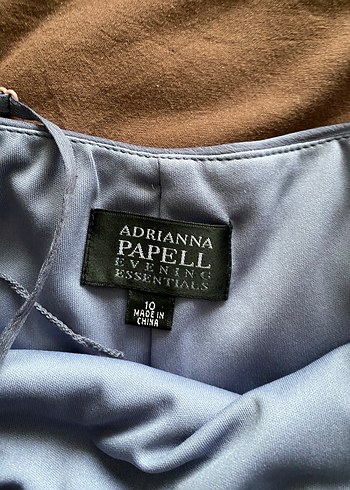 ADRIANNA
PAPELL
EVENING
ESSENTIALS
10
MADE IN
CHINA